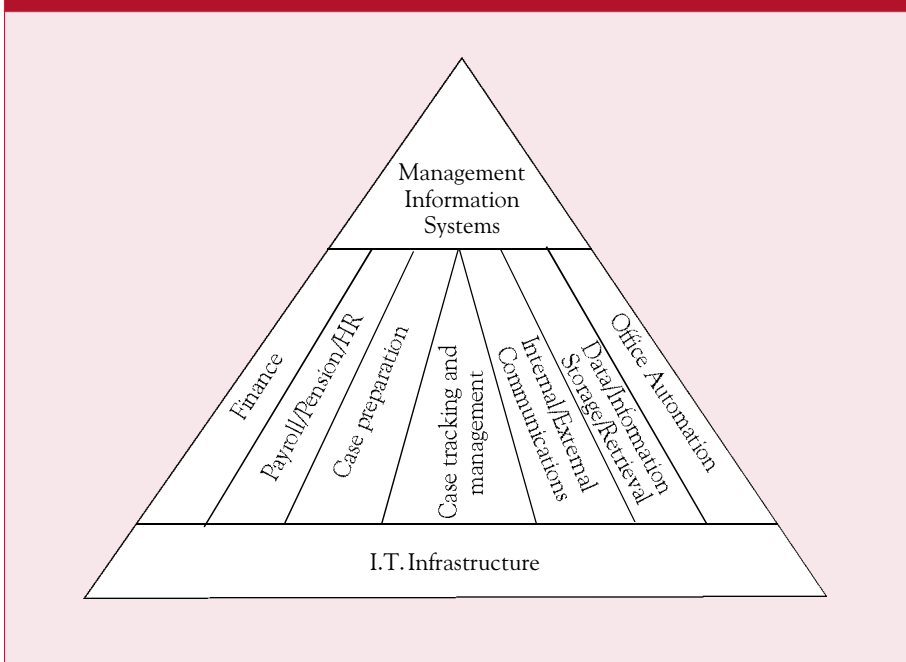 Management
Information
Systems
Finance
Payroll/Pension/HR
Case preparation
Case tracking and
management
Internal/External
Communications
Data/Information
Storage/Retrieval
Office Automation
I.T. Infrastructure